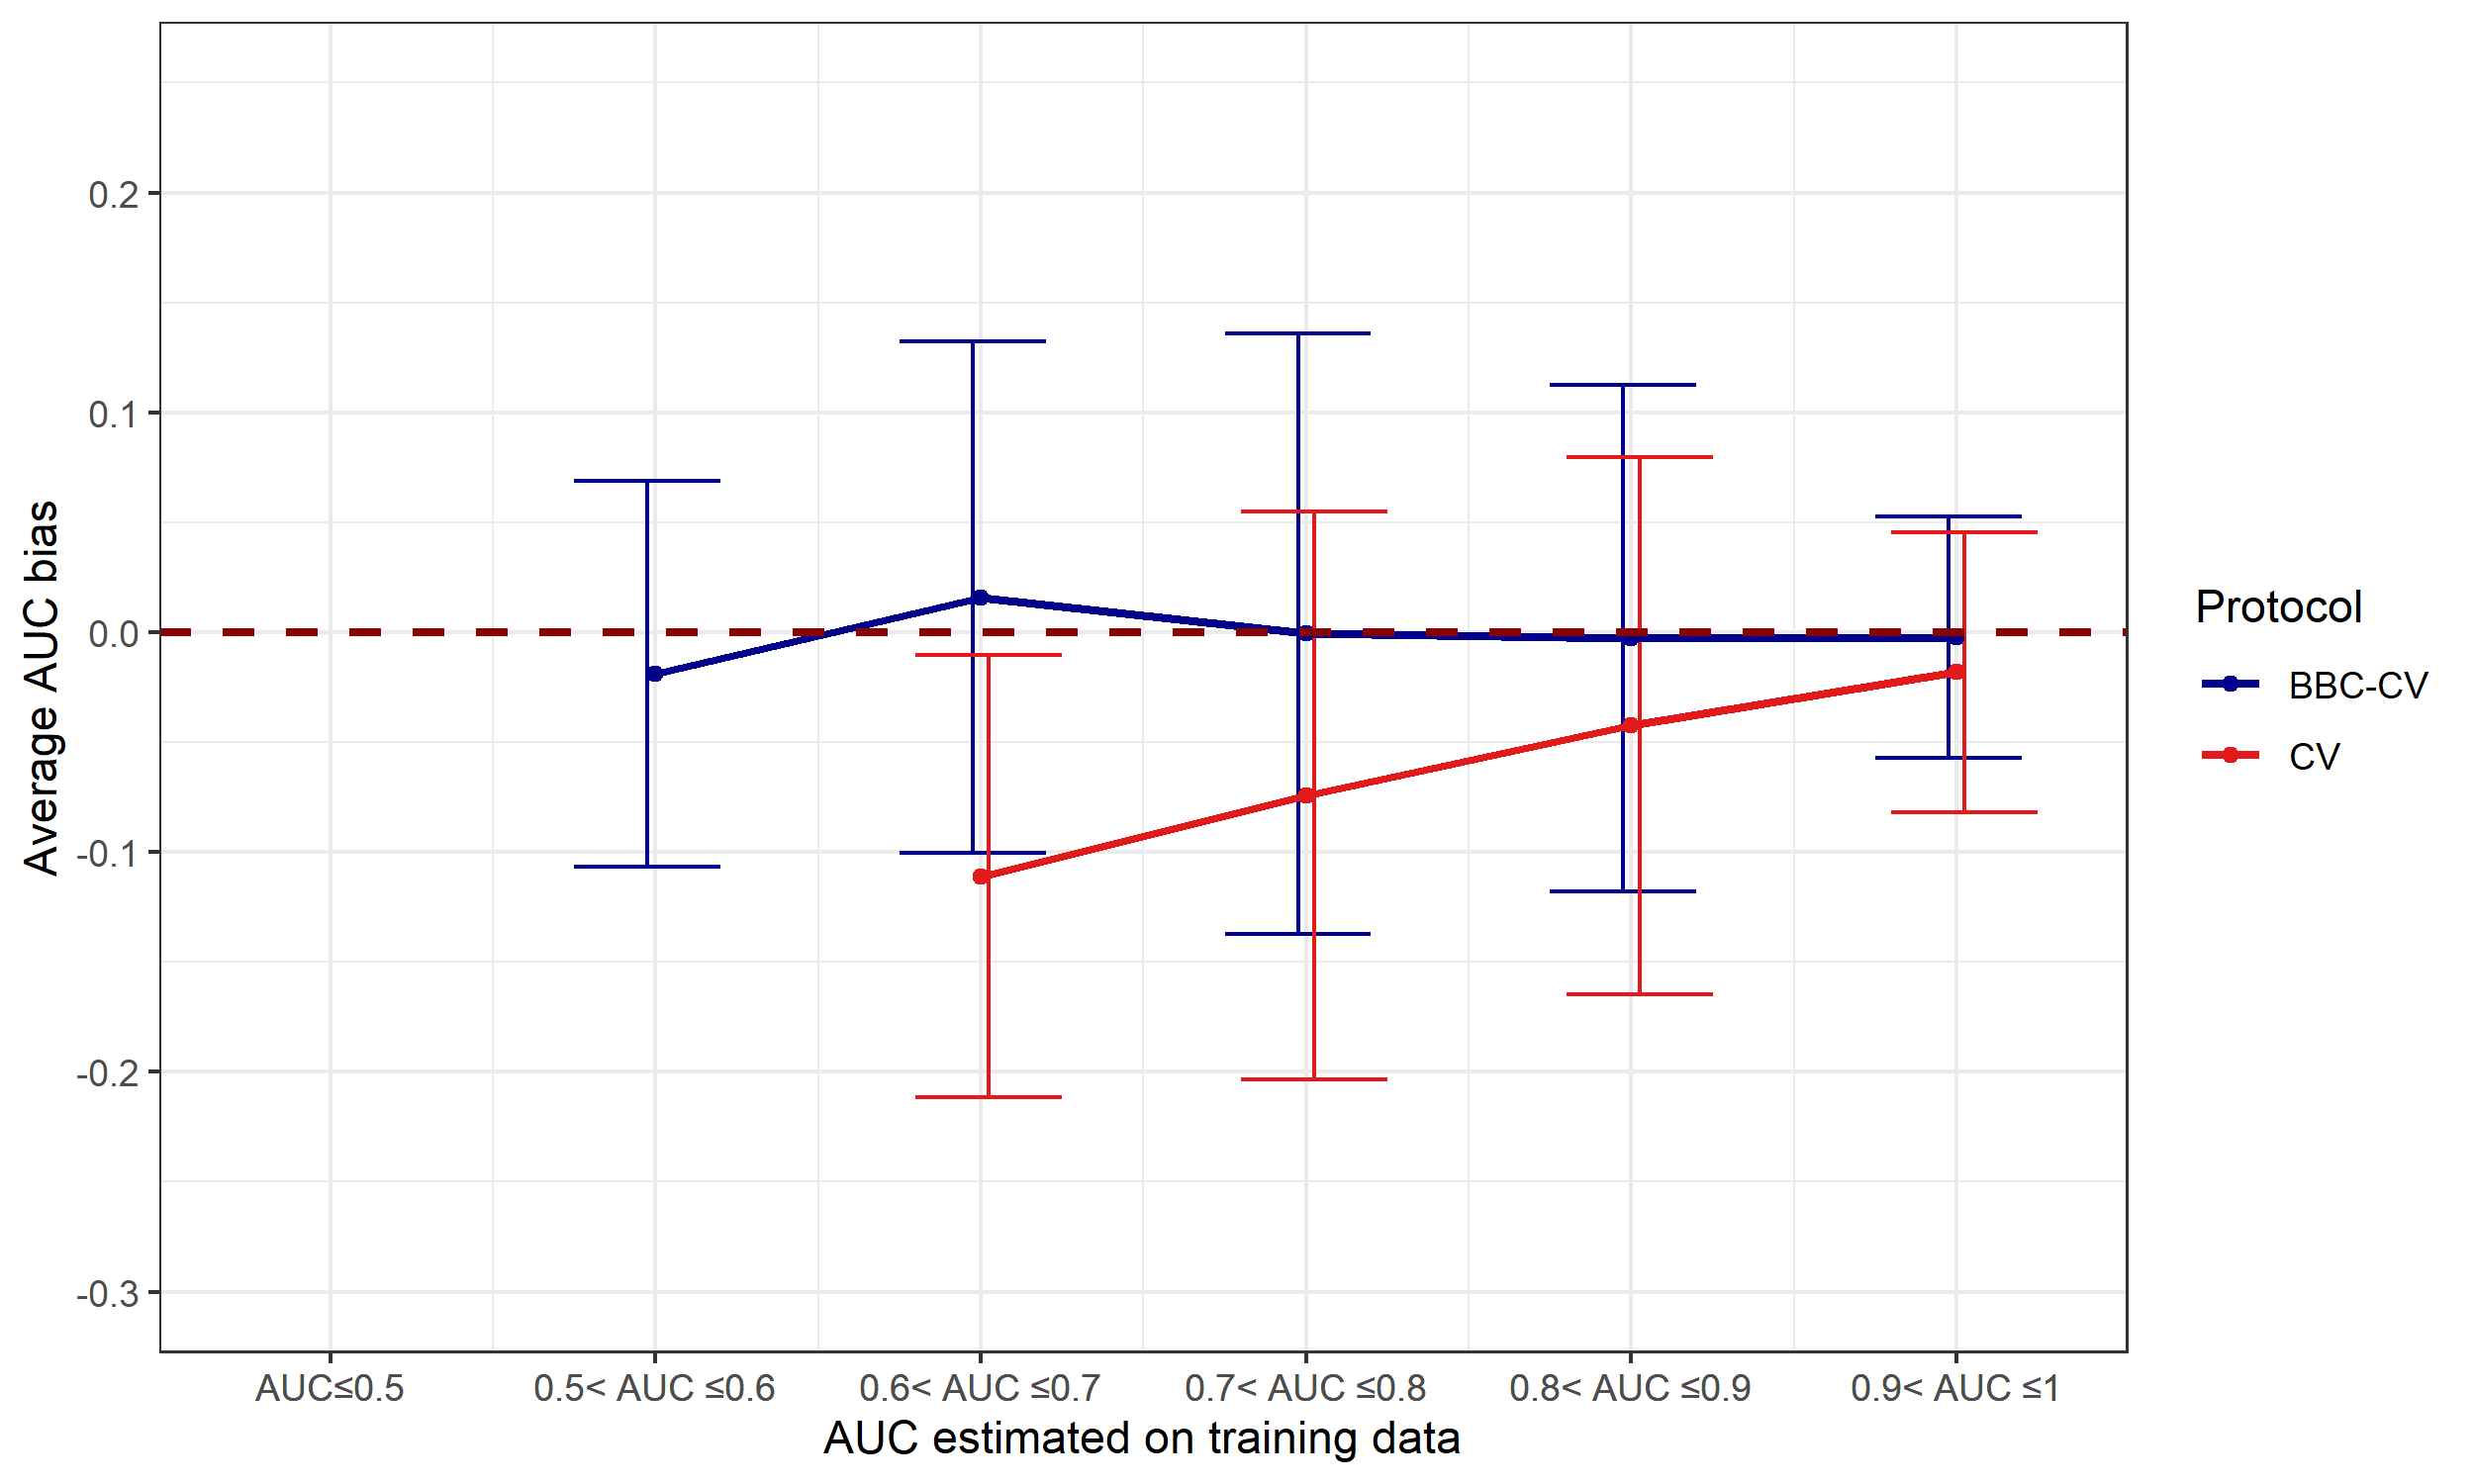 0.2
0.1
0.0
-0.1
-0.2
-0.3
Average AUC bias
AUC≤0.5
0.5< AUC ≤0.6
0.6< AUC ≤0.7
0.7< AUC ≤0.8
0.8< AUC ≤0.9
0.9< AUC ≤1
AUC estimated on training data
Protocol
BBC-CV
CV